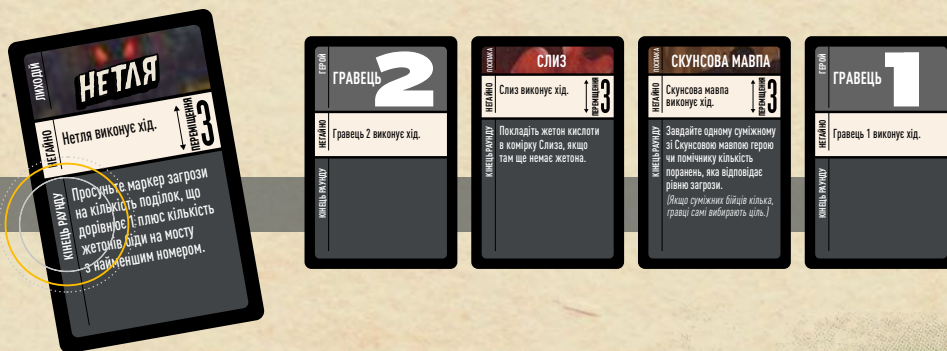 ЛИХОДІЙ
НЕТЛЯ
НЕГАЙНО
Нетля виконує хід.
ПЕРЕМІЩЕННЯ
3
КІНЕЦЬ РАУНДУ
Просуньте маркер загрози
на кількість поділок, що
дорівнює 1 плюс кількість
жетонів біди на мосту
з найменшим номером.
ГЕРОЙ
ГРАВЕЦЬ 2
НЕГАЙНО
Гравець 2 виконує хід.
КІНЕЦЬ РАУНДУ
СЛИЗ
НЕГАЙНО
Слиз виконує хід.
ПЕРЕМІЩЕННЯ
3
КІНЕЦЬ РАУНДУ
Покладіть жетон кислоти
в комірку Слиза, якщо
там ще немає жетона.
СКУНСОВА МАВПА
НЕГАЙНО
Скунсова мавпа
виконує хід.
ПЕРЕМІЩЕННЯ
3
КІНЕЦЬ РАУНДУ
Завдайте одному суміжному
зі Скунсовою мавпою герою
чи помічнику кількість
поранень, яка відповідає
рівню загрози.
(Якщо суміжних бійців кілька,
гравці самі вибирають ціль.)
ГЕРОЙ
ГРАВЕЦЬ 1
НЕГАЙНО
Гравець 1 виконує хід.
КІНЕЦЬ РАУНДУ